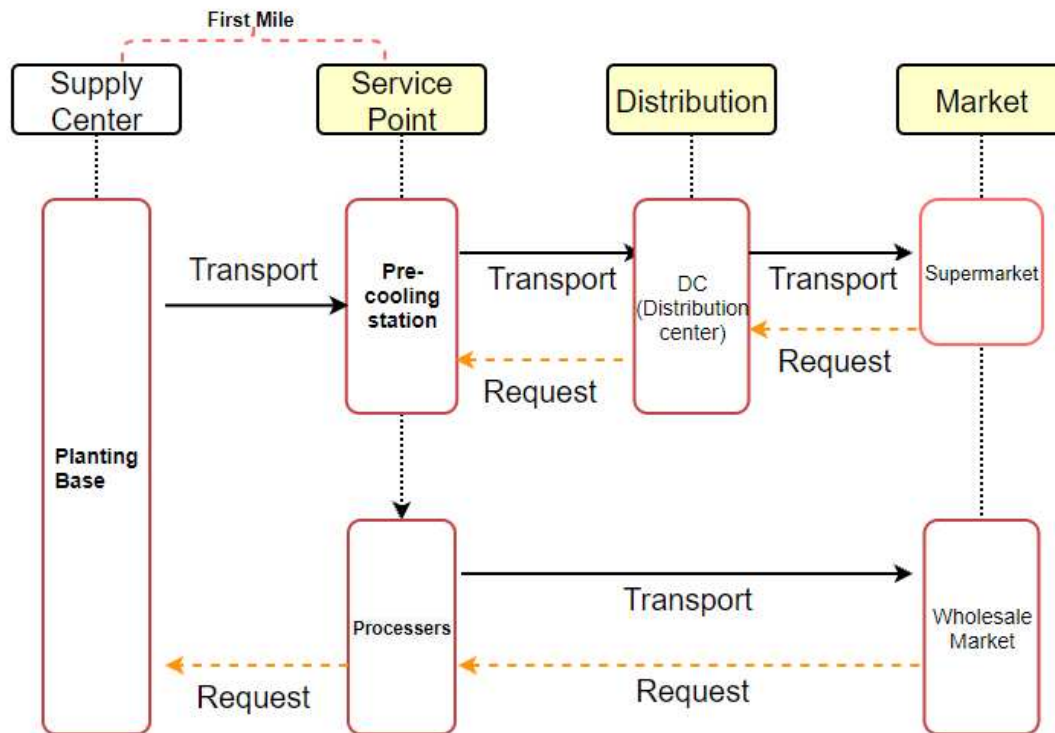 First Mile
Supply
Center
Service
Point
Distribution
Market
Transport
Pre-
cooling
station
Transport
DC
(Distribution
center)
Transport
Supermarket
Request
Request
Planting
Base
Processers
Transport
Wholesale
Market
Request
Request